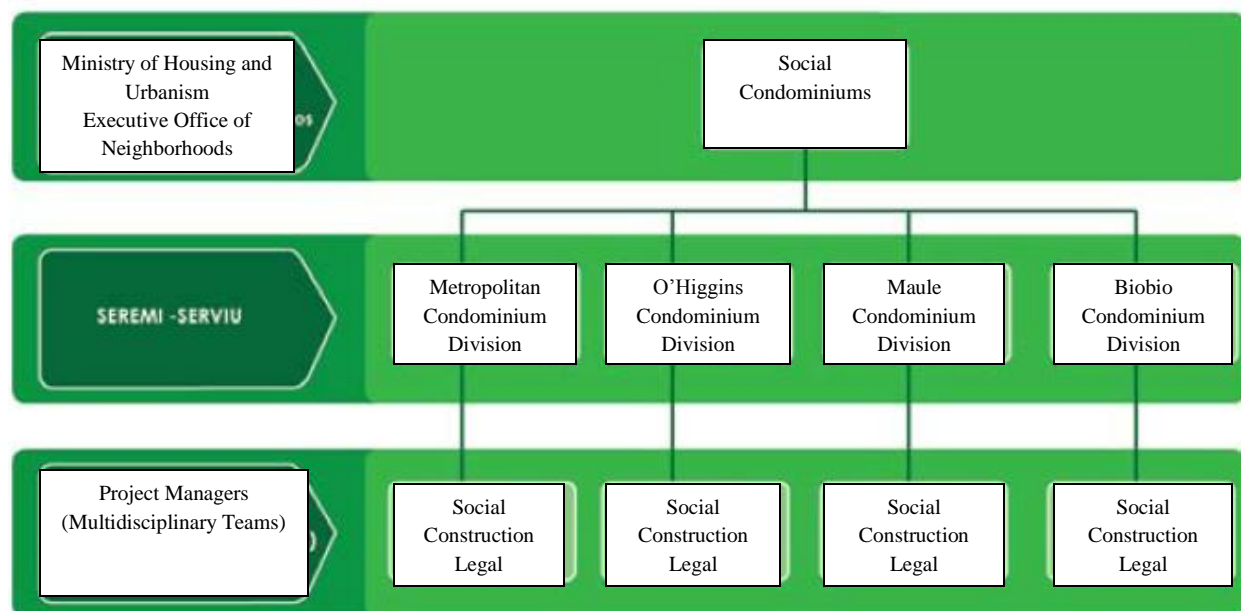 Ministry of Housing and
Urbanism
Executive Office of
Neighborhoods
os
Social
Condominiums
SEREMI -SERVIU
Metropolitan
Condominium
Division
O’Higgins
Condominium
Division
Maule
Condominium
Division
Biobio
Condominium
Division
Project Managers
(Multidisciplinary Teams)
)
Social
Construction
Legal
Social
Construction
Legal
Social
Construction
Legal
Social
Construction
Legal